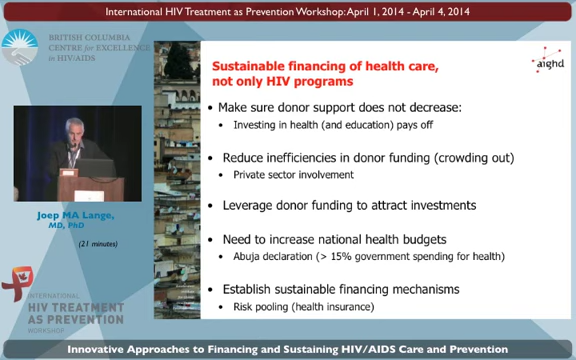 International HIV Treatment as Prevention Workshop: April 1, 2014 - April 4, 2014
BRITISH COLUMBIA
CENTRE for EXCELLENCE
in HIV/AIDS
Sustainable financing of health care,
not only HIV programs
aighd
• Make sure donor support does not decrease:
• Investing in health (and education) pays off
• Reduce inefficiencies in donor funding (crowding out)
• Private sector involvement
• Leverage donor funding to attract investments
• Need to increase national health budgets
• Abuja declaration (> 15% government spending for health)
• Establish sustainable financing mechanisms
• Risk pooling (health insurance)
Joep MA Lange,
MD, PhD
(21 minutes)
INTERNATIONAL
HIV TREATMENT
AS PREVENTION
WORKSHOP
Innovative Approaches to Financing and Sustaining HIV/AIDS Care and Prevention